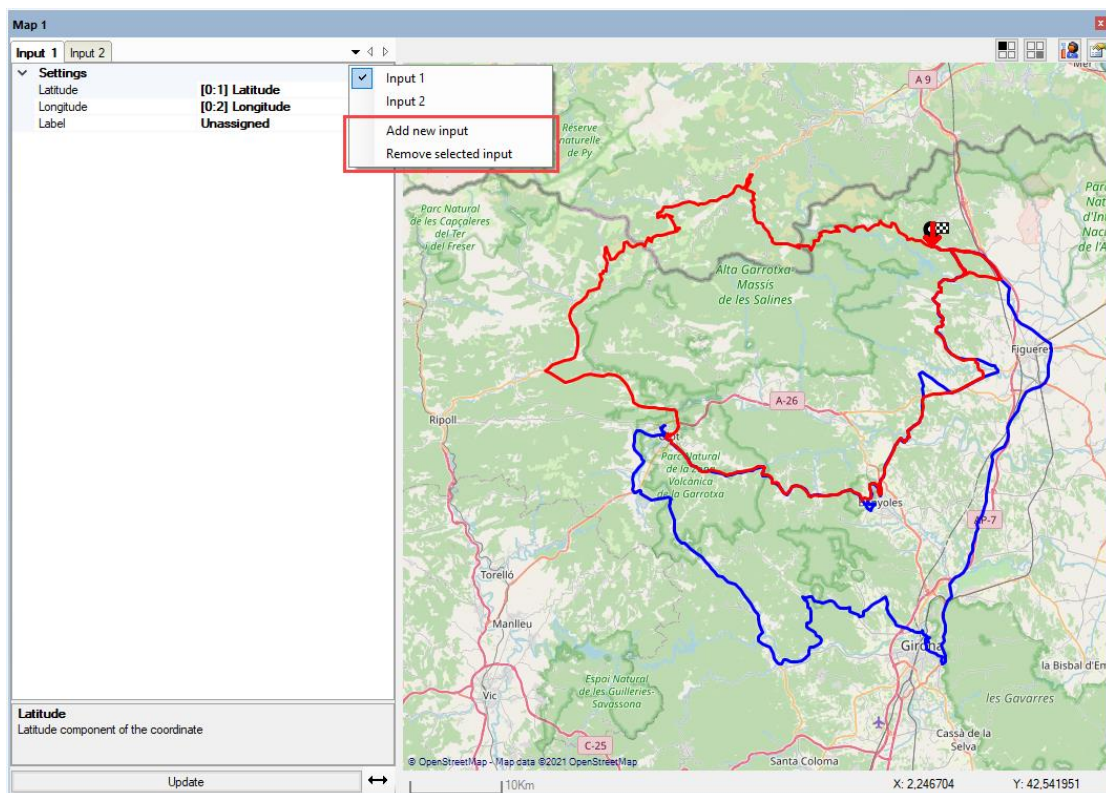 Map 1
Input 1
Input 2
Settings
Latitude [0:1] Latitude
Longitude [0:2] Longitude
Label Unassigned
Input 1
Input 2
Add new input
Remove selected input
A 9
Réserve
naturelle
de Py
Parc Natural
de les Capçaleres
del Ter
i del Freser
Alta Garrotxa
Massis
de les Salines
Figuere
A-26
Ripoll
Parc Natural
de la Zona
Volcànica
de la Garrotxa
AP-7
Torelló
Manlleu
Girona
la Bisbal d'Em
Espai Natural
de les Guilleries-
Savassona
les Gavarres
Vic
Cassà de
la Selva
C-25
Santa Coloma
© OpenStreetMap - Map data ©2021 OpenStreetMap
Latitude
Latitude component of the coordinate
Update
10Km
X: 2,246704
Y: 42,541951